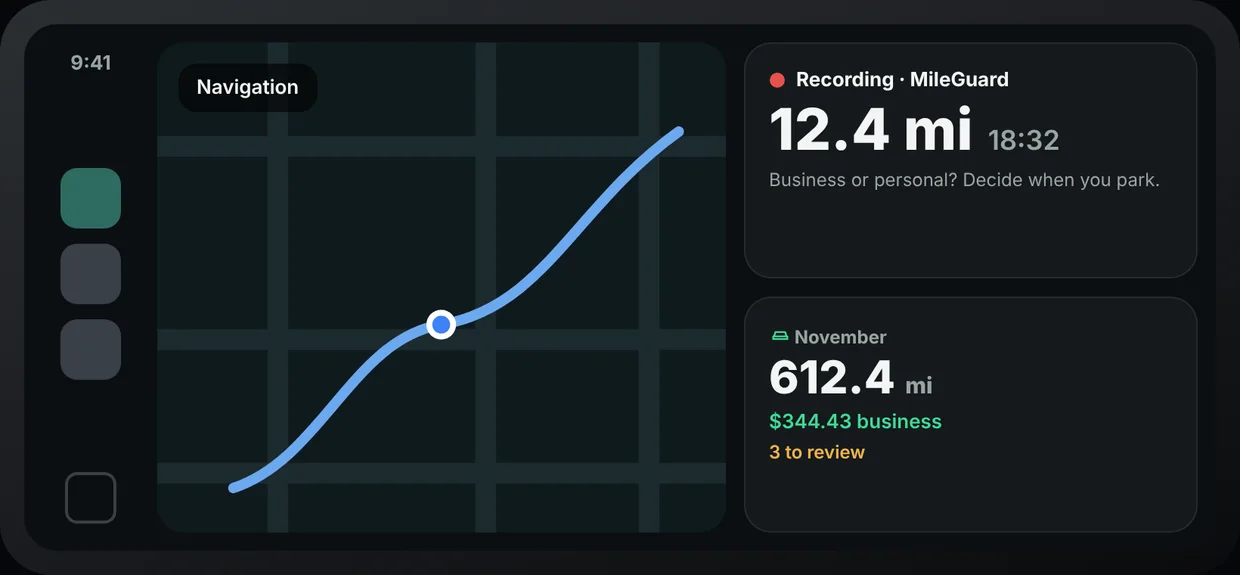 9:41
Navigation
Recording · MileGuard
12.4 mi 18:32
Business or personal? Decide when you park.
November
612.4 mi
$344.43 business
3 to review